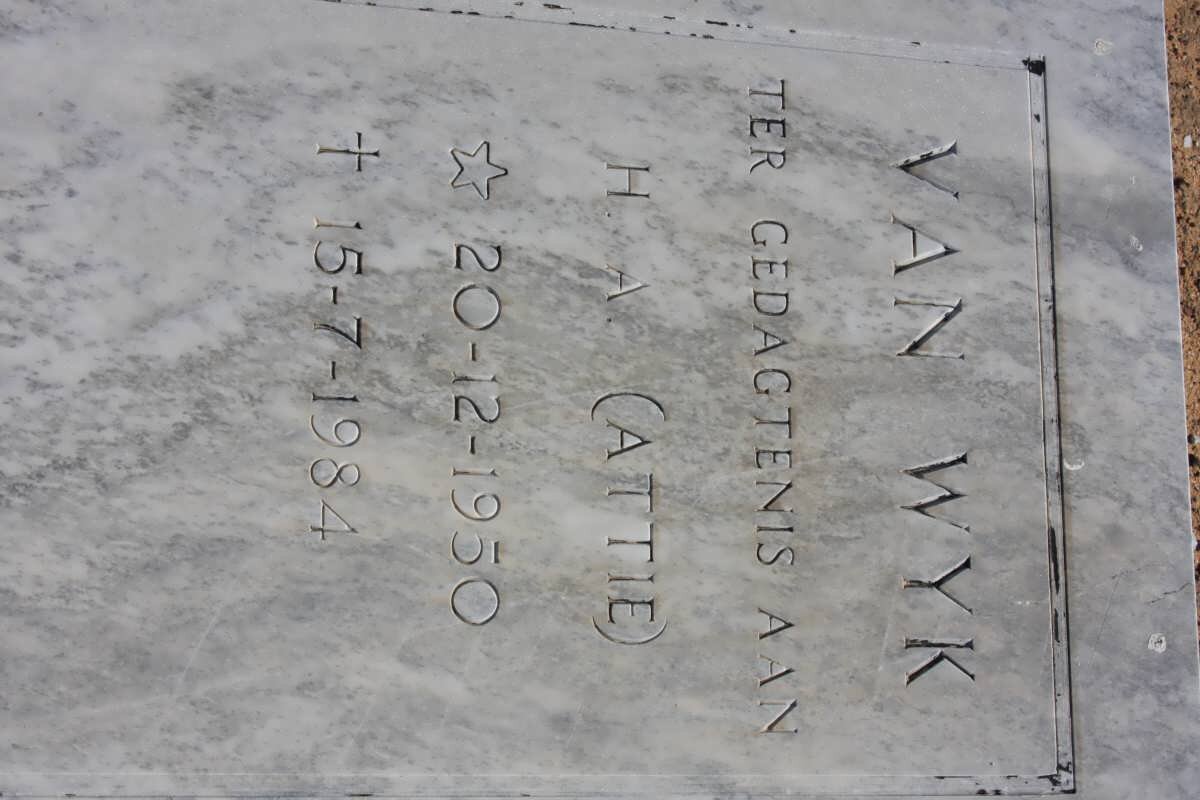 VAN WYK
TER GEDAGTENIS AAN
H. A. (ATTIE)
☆ 20-12-1950
✝ 15-7-1984